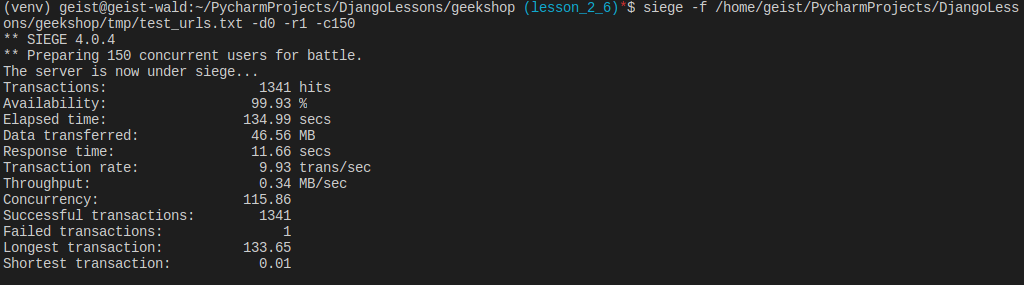 (venv) geist@geist-wald:~/PycharmProjects/DjangoLessons/geekshop (lesson_2_6)*$ siege -f /home/geist/PycharmProjects/DjangoLess
ons/geekshop/tmp/test_urls.txt -d0 -r1 -c150
** SIEGE 4.0.4
** Preparing 150 concurrent users for battle.
The server is now under siege...
Transactions: 1341 hits
Availability: 99.93 %
Elapsed time: 134.99 secs
Data transferred: 46.56 MB
Response time: 11.66 secs
Transaction rate: 9.93 trans/sec
Throughput: 0.34 MB/sec
Concurrency: 115.86
Successful transactions: 1341
Failed transactions: 1
Longest transaction: 133.65
Shortest transaction: 0.01